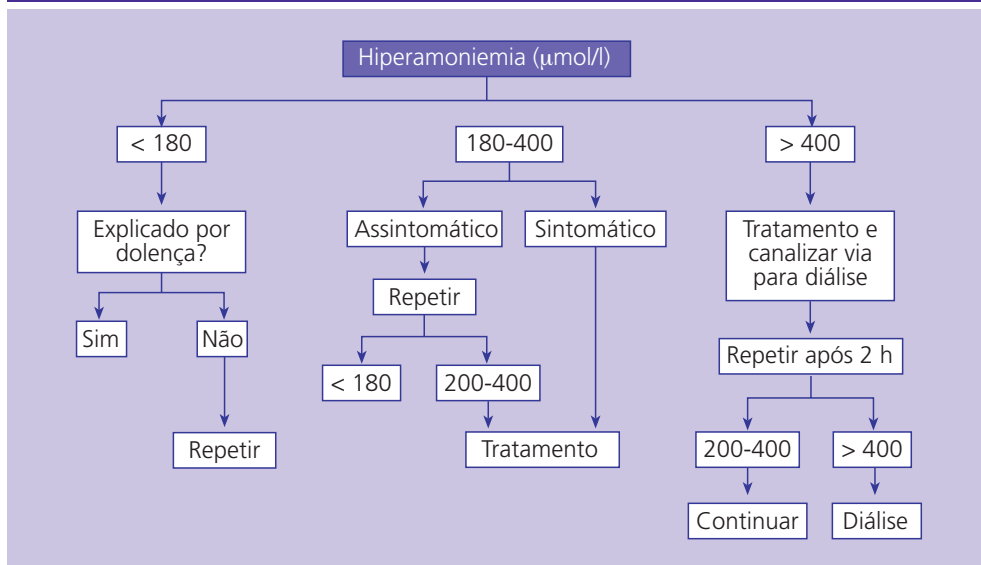 Hiperamoniemia (μmol/l)
< 180
180-400
> 400
Explicado por
dolença?
Assintomático
Sintomático
Tratamento e
canalizar via
para diálise
Repetir
Sim
Não
Repetir após 2 h
< 180
200-400
Repetir
Tratamento
200-400
> 400
Continuar
Diálise